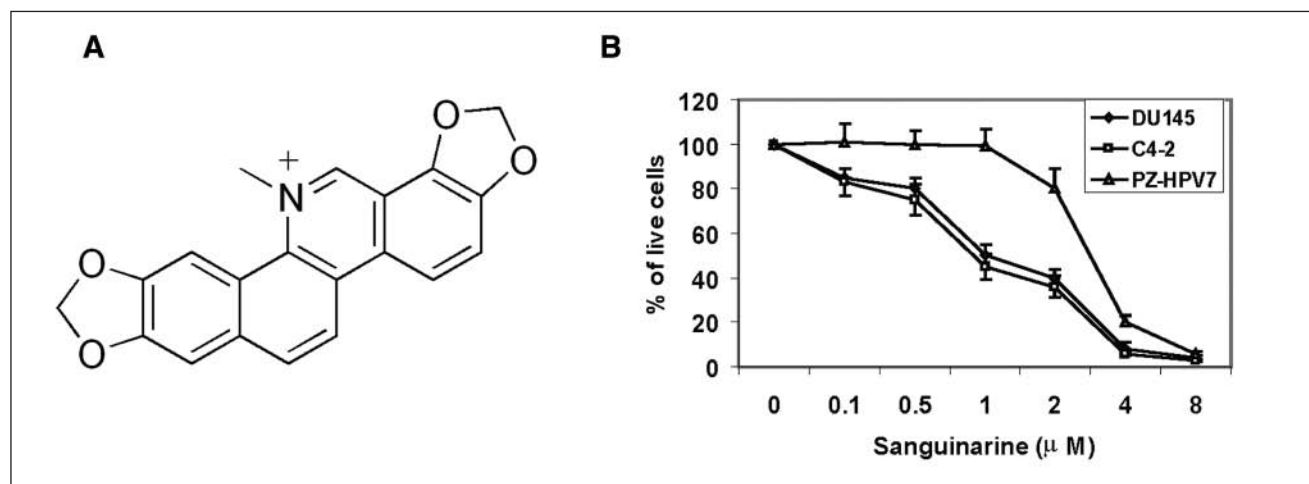 A
O
O
+
N
O
O
B
120
100
80
60
40
20
0
% of live cells
DU145
C4-2
PZ-HPV7
0 0.1 0.5 1 2 4 8
Sanguinarine (μ M)